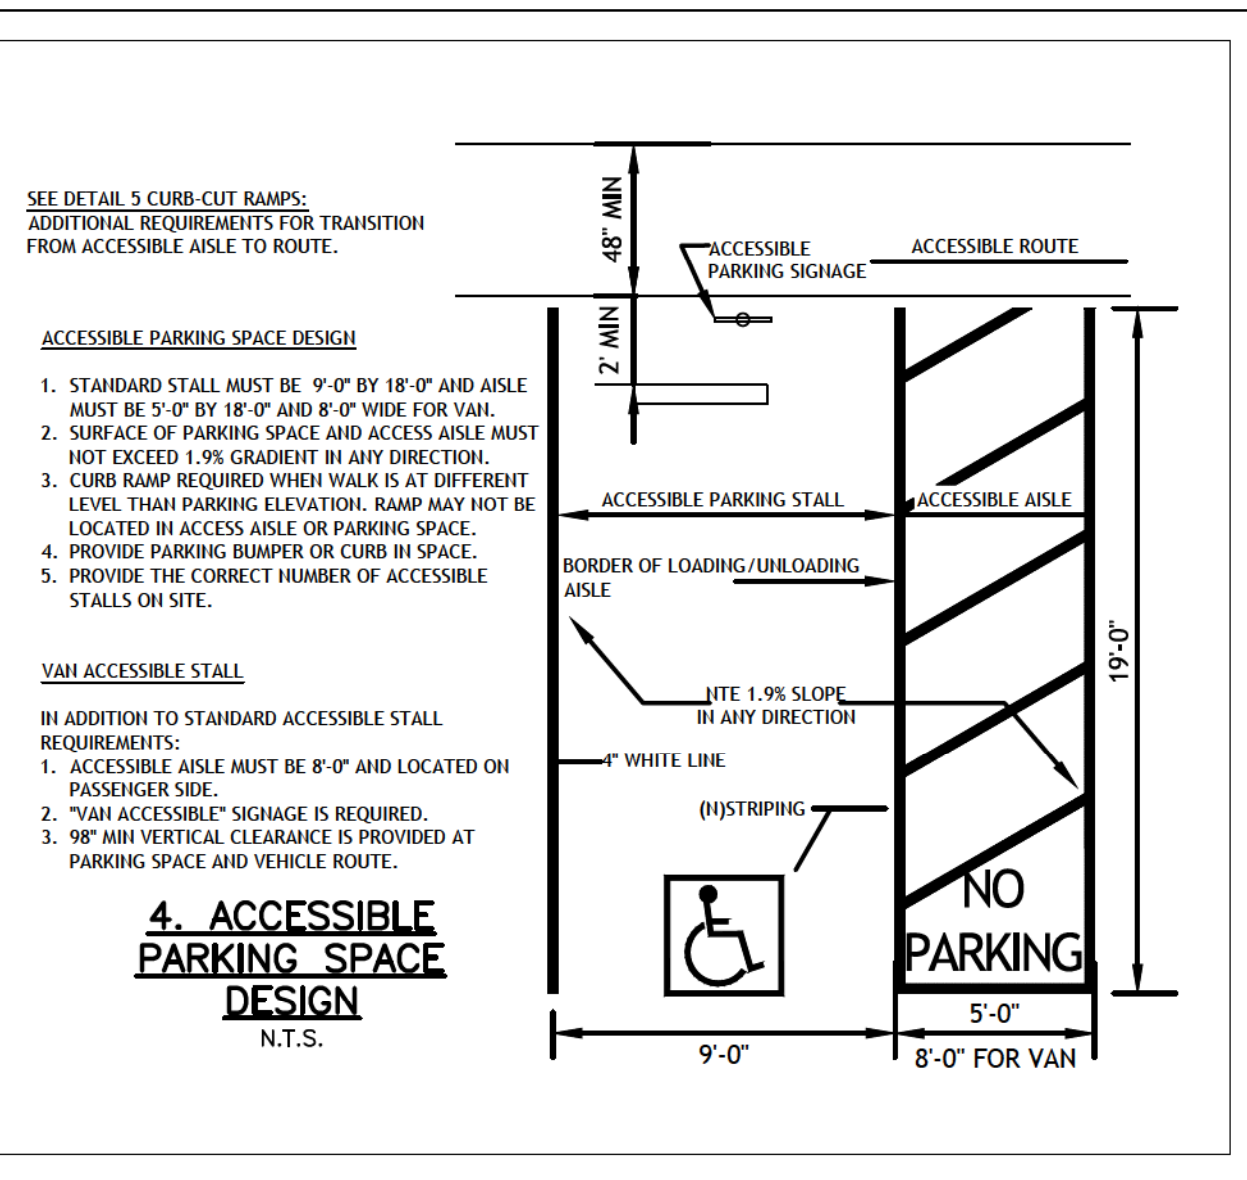 SEE DETAIL 5 CURB-CUT RAMPS:
ADDITIONAL REQUIREMENTS FOR TRANSITION
FROM ACCESSIBLE AISLE TO ROUTE.
ACCESSIBLE PARKING SPACE DESIGN
1. STANDARD STALL MUST BE 9'-0" BY 18'-0" AND AISLE
MUST BE 5'-0" BY 18'-0" AND 8'-0" WIDE FOR VAN.
2. SURFACE OF PARKING SPACE AND ACCESS AISLE MUST
NOT EXCEED 1.9% GRADIENT IN ANY DIRECTION.
3. CURB RAMP REQUIRED WHEN WALK IS AT DIFFERENT
LEVEL THAN PARKING ELEVATION. RAMP MAY NOT BE
LOCATED IN ACCESS AISLE OR PARKING SPACE.
4. PROVIDE PARKING BUMPER OR CURB IN SPACE.
5. PROVIDE THE CORRECT NUMBER OF ACCESSIBLE
STALLS ON SITE.
VAN ACCESSIBLE STALL
IN ADDITION TO STANDARD ACCESSIBLE STALL
REQUIREMENTS:
1. ACCESSIBLE AISLE MUST BE 8'-0" AND LOCATED ON
PASSENGER SIDE.
2. "VAN ACCESSIBLE" SIGNAGE IS REQUIRED.
3. 98" MIN VERTICAL CLEARANCE IS PROVIDED AT
PARKING SPACE AND VEHICLE ROUTE.
4. ACCESSIBLE
PARKING SPACE
DESIGN
N.T.S.
48" MIN
2' MIN
ACCESSIBLE
PARKING SIGNAGE
ACCESSIBLE ROUTE
ACCESSIBLE PARKING STALL
ACCESSIBLE AISLE
BORDER OF LOADING/UNLOADING
AISLE
NTE 1.9% SLOPE
IN ANY DIRECTION
4" WHITE LINE
(N)STRIPING
NO
PARKING
19'-0"
9'-0"
5'-0"
8'-0" FOR VAN